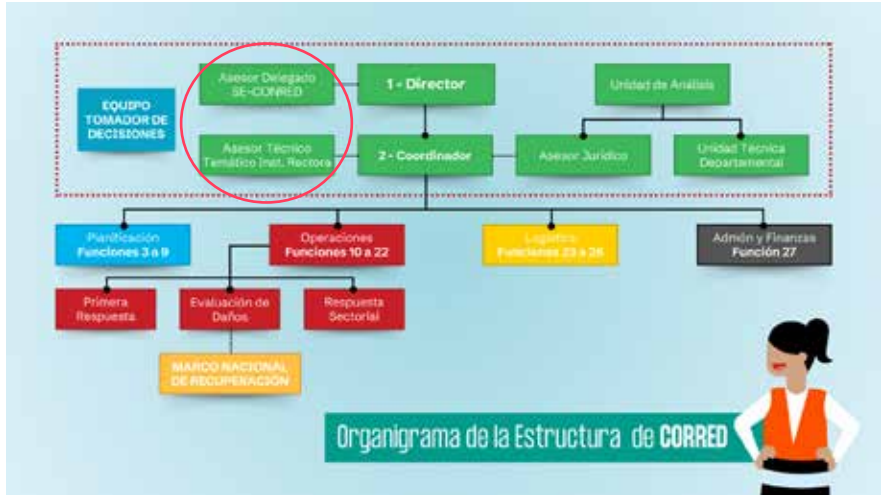 Asesor Delegado
SE-CONRED
1 - Director
Unidad de Análisis
EQUIPO
TOMADOR DE
DECISIONES
Asesor Técnico
Temático Inst. Rectora
2 - Coordinador
Asesor Jurídico
Unidad Técnica
Departamental
Planificación
Funciones 3 a 9
Operaciones
Funciones 10 a 22
Logística
Funciones 23 a 26
Admón y Finanzas
Función 27
Primera
Respuesta
Evaluación de
Daños
Respuesta
Sectorial
MARCO NACIONAL
DE RECUPERACIÓN
Organigrama de la Estructura de CORRED